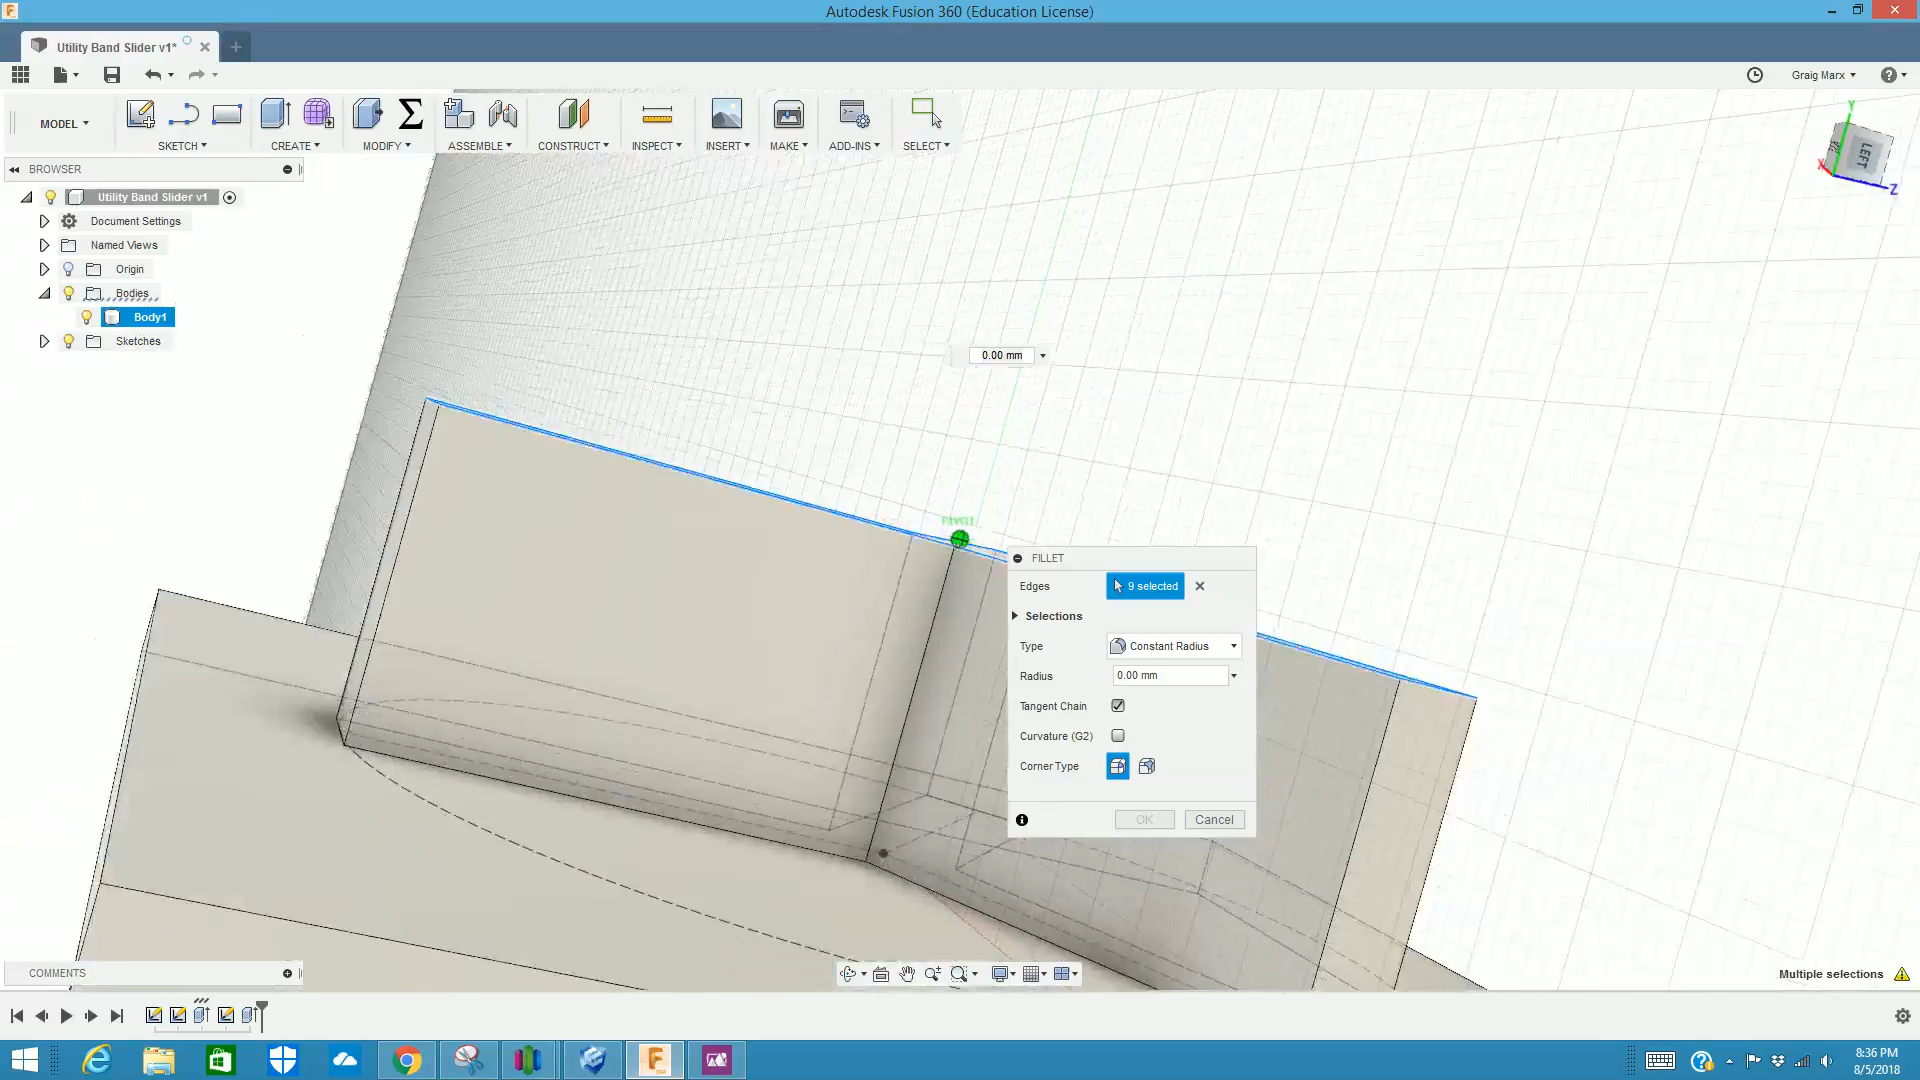 Autodesk Fusion 360 (Education License)
Utility Band Slider v1*
Graig Marx
MODEL
SKETCH
CREATE
MODIFY
ASSEMBLE
CONSTRUCT
INSPECT
INSERT
MAKE
ADD-INS
SELECT
BROWSER
Utility Band Slider v1
Document Settings
Named Views
Origin
Bodies
Body1
Sketches
Y
LEFT
X
Z
0.00 mm
FILLET
Edges
9 selected
Selections
Type
Constant Radius
Radius
0.00 mm
Tangent Chain
Curvature (G2)
Corner Type
OK
Cancel
COMMENTS
Multiple selections
8:36 PM
8/5/2018